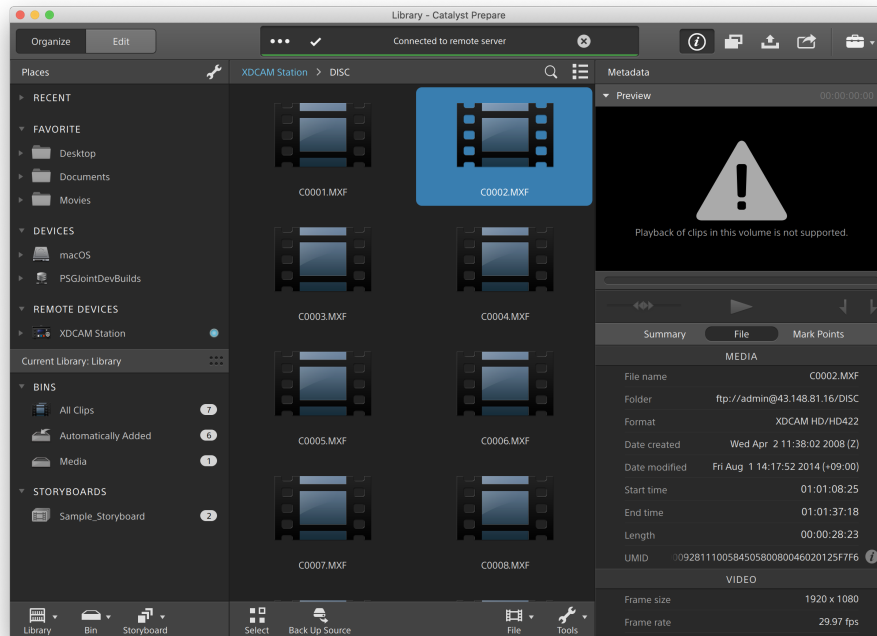 Library - Catalyst Prepare
Organize
Edit
Connected to remote server
Places
XDCAM Station > DISC
Metadata
RECENT
FAVORITE
Desktop
Documents
Movies
DEVICES
macOS
PSGJointDevBuilds
REMOTE DEVICES
XDCAM Station
Current Library: Library
BINS
All Clips 7
Automatically Added 6
Media 1
STORYBOARDS
Sample_Storyboard 2
Library
Bin
Storyboard
C0001.MXF
C0002.MXF
C0003.MXF
C0004.MXF
C0005.MXF
C0006.MXF
C0007.MXF
C0008.MXF
Select
Back Up Source
File
Tools
Preview 00:00:00:00
Playback of clips in this volume is not supported.
Summary File Mark Points
MEDIA
File name C0002.MXF
Folder ftp://admin@43.148.81.16/DISC
Format XDCAM HD/HD422
Date created Wed Apr 2 11:38:02 2008 (Z)
Date modified Fri Aug 1 14:17:52 2014 (+09:00)
Start time 01:01:08:25
End time 01:01:37:18
Length 00:00:28:23
UMID
VIDEO
Frame size 1920 x 1080
Frame rate 29.97 fps